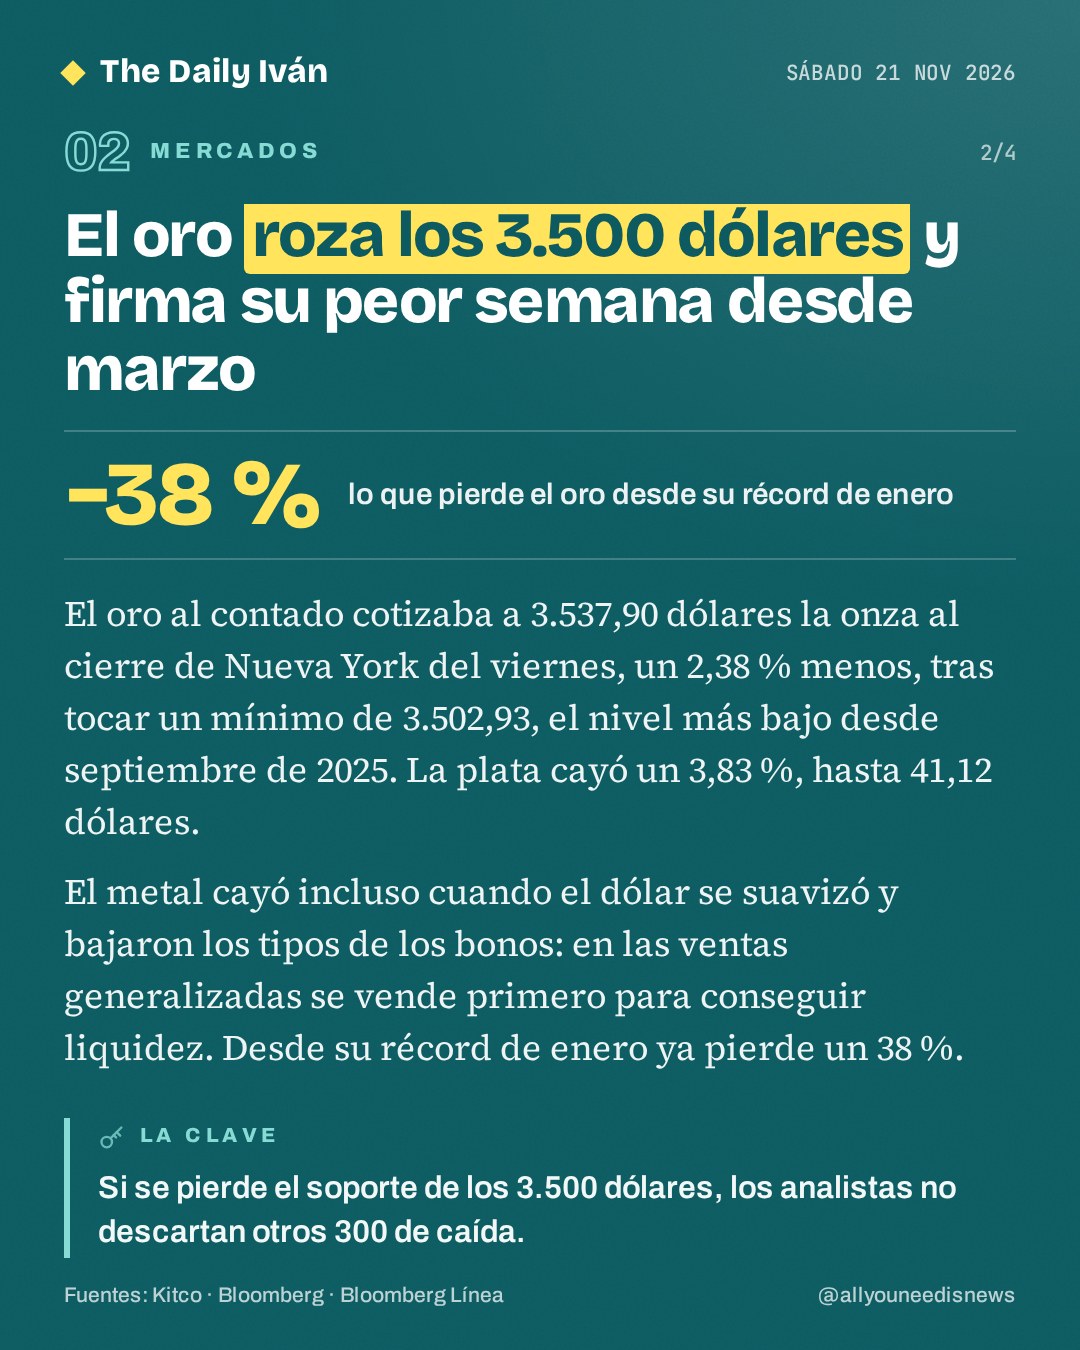 The Daily Iván
SÁBADO 21 NOV 2026
02 MERCADOS
2/4
El oro roza los 3.500 dólares y
firma su peor semana desde
marzo
−38 % lo que pierde el oro desde su récord de enero
El oro al contado cotizaba a 3.537,90 dólares la onza al
cierre de Nueva York del viernes, un 2,38 % menos, tras
tocar un mínimo de 3.502,93, el nivel más bajo desde
septiembre de 2025. La plata cayó un 3,83 %, hasta 41,12
dólares.
El metal cayó incluso cuando el dólar se suavizó y
bajaron los tipos de los bonos: en las ventas
generalizadas se vende primero para conseguir
liquidez. Desde su récord de enero ya pierde un 38 %.
LA CLAVE
Si se pierde el soporte de los 3.500 dólares, los analistas no
descartan otros 300 de caída.
Fuentes: Kitco · Bloomberg · Bloomberg Línea
@allyouneedisnews